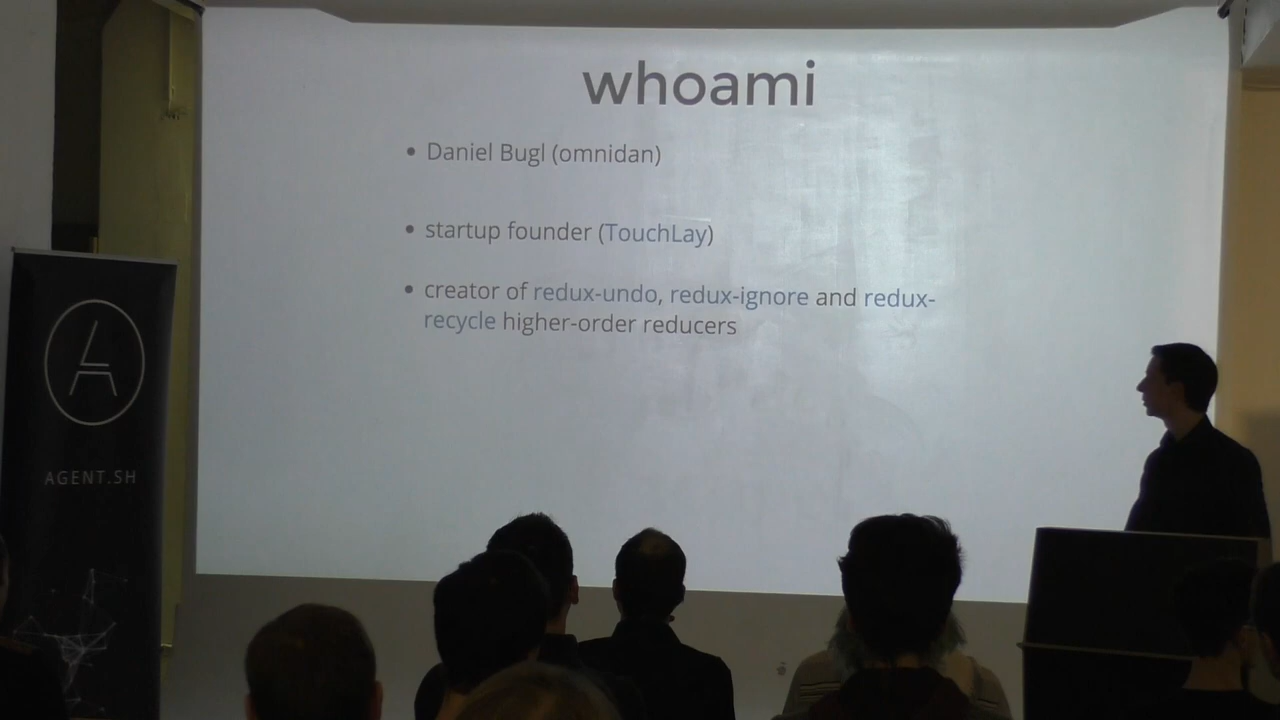 whoami
• Daniel Bugl (omnidan)
• startup founder (TouchLay)
• creator of redux-undo, redux-ignore and redux-
recycle higher-order reducers
AGENT.SH